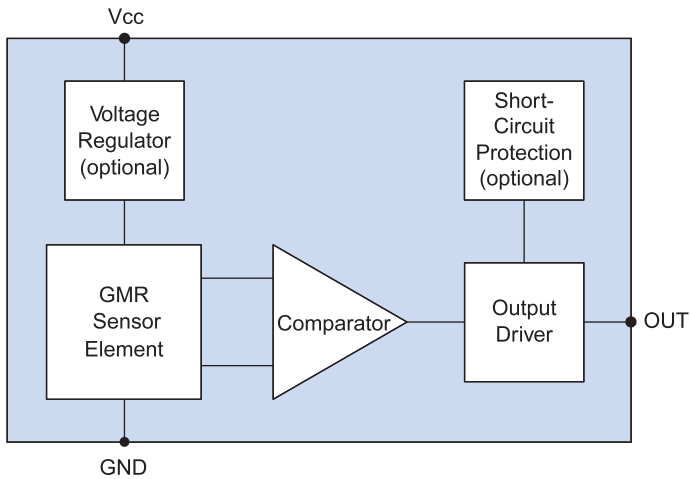 Vcc
Voltage
Regulator
(optional)
Short-
Circuit
Protection
(optional)
GMR
Sensor
Element
Comparator
Output
Driver
OUT
GND